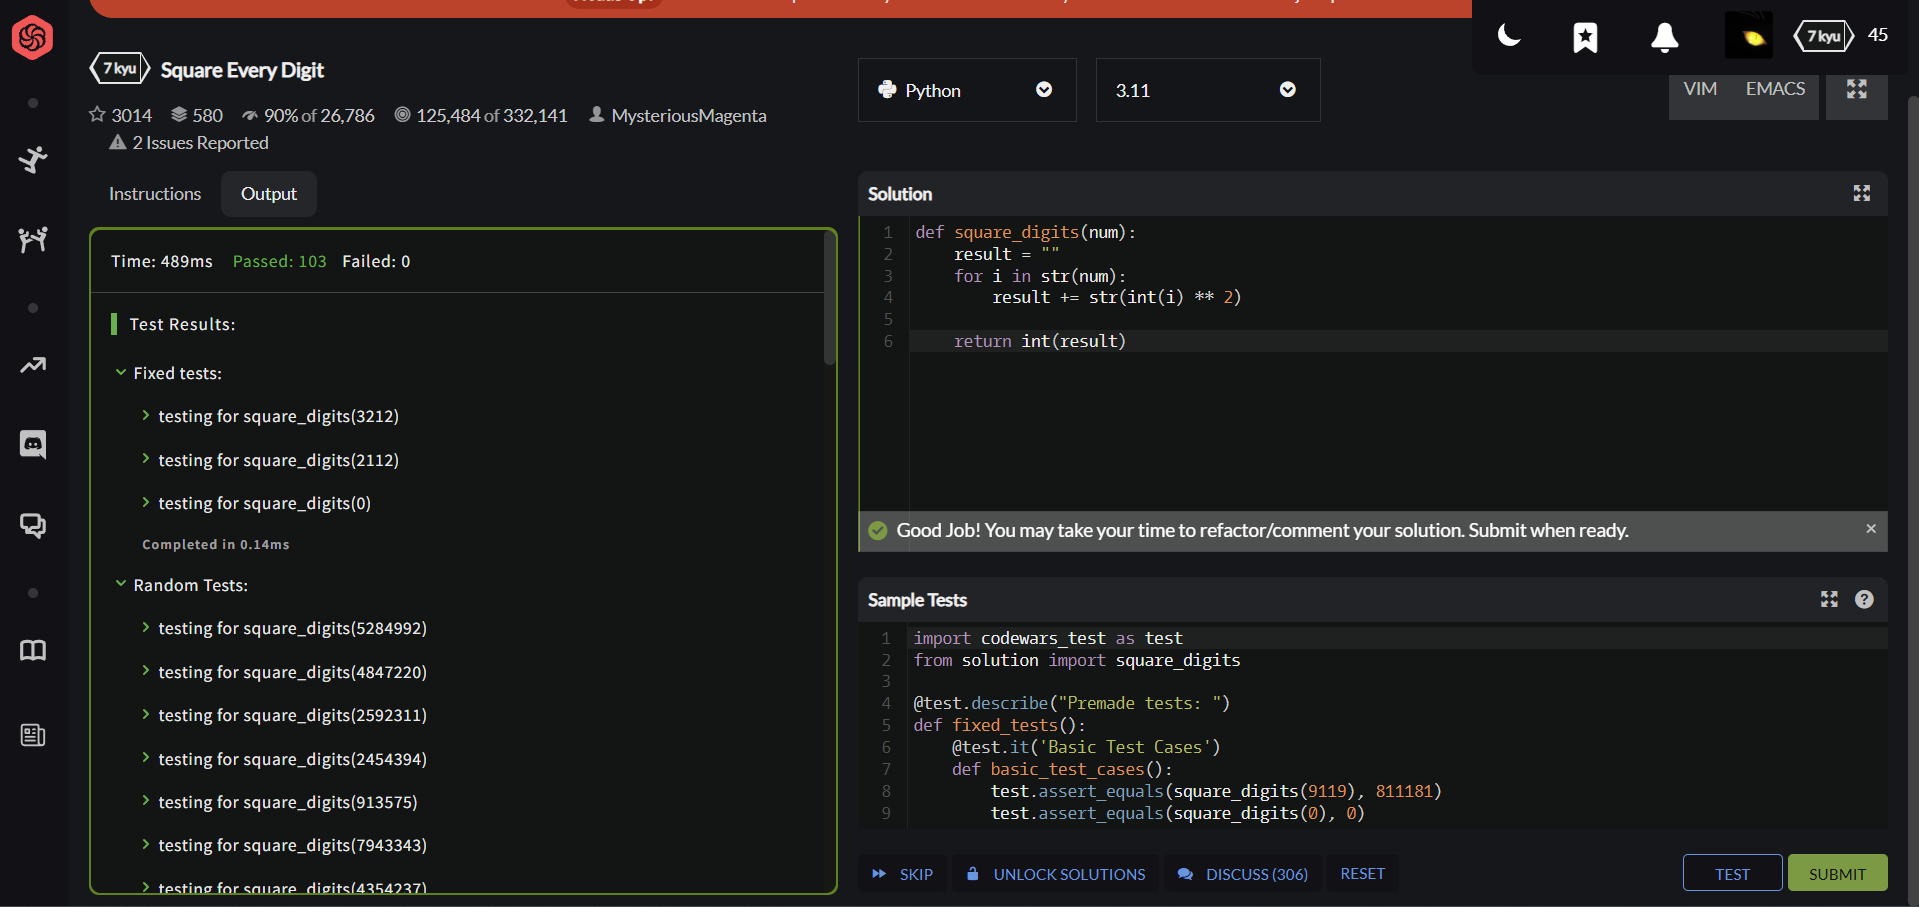 7 kyu
45
7 kyu Square Every Digit
3014 580 90% of 26,786 125,484 of 332,141 MysteriousMagenta
2 Issues Reported
Python
3.11
VIM EMACS
Instructions Output
Time: 489ms Passed: 103 Failed: 0
Test Results:
Fixed tests:
testing for square_digits(3212)
testing for square_digits(2112)
testing for square_digits(0)
Completed in 0.14ms
Random Tests:
testing for square_digits(5284992)
testing for square_digits(4847220)
testing for square_digits(2592311)
testing for square_digits(2454394)
testing for square_digits(913575)
testing for square_digits(7943343)
testing for square_digits(4354237)
Solution
1 def square_digits(num):
2 result = ""
3 for i in str(num):
4 result += str(int(i) ** 2)
5
6 return int(result)
Good Job! You may take your time to refactor/comment your solution. Submit when ready.
×
Sample Tests
?
1 import codewars_test as test
2 from solution import square_digits
3
4 @test.describe("Premade tests: ")
5 def fixed_tests():
6 @test.it('Basic Test Cases')
7 def basic_test_cases():
8 test.assert_equals(square_digits(9119), 811181)
9 test.assert_equals(square_digits(0), 0)
SKIP UNLOCK SOLUTIONS DISCUSS (306) RESET
TEST SUBMIT